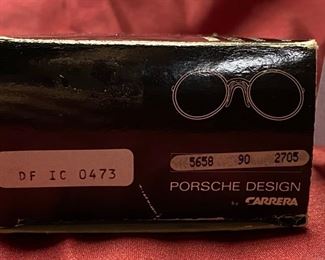 5658 90 2705
DF IC 0473
PORSCHE DESIGN
by CARRERA